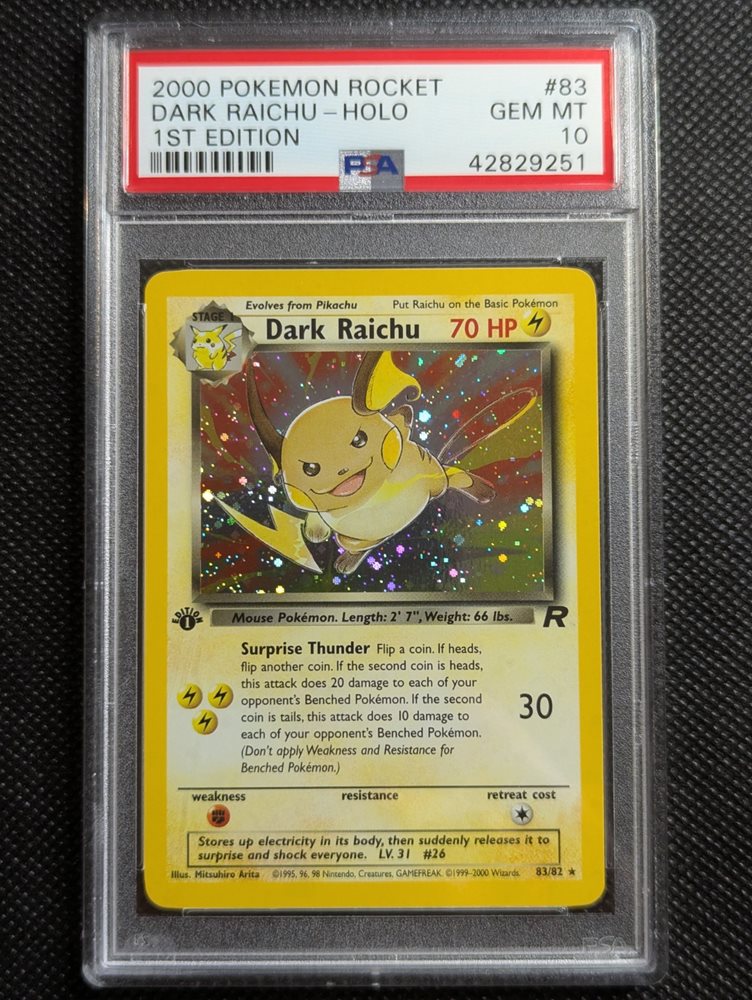 2000 POKEMON ROCKET #83
DARK RAICHU - HOLO GEM MT
1ST EDITION 10
PSA 42829251
Evolves from Pikachu Put Raichu on the Basic Pokémon
STAGE 1 Dark Raichu 70 HP
EDITION 1
Mouse Pokémon. Length: 2' 7", Weight: 66 lbs. R
Surprise Thunder Flip a coin. If heads,
flip another coin. If the second coin is heads,
this attack does 20 damage to each of your
opponent's Benched Pokémon. If the second
coin is tails, this attack does 10 damage to
each of your opponent's Benched Pokémon.
(Don't apply Weakness and Resistance for
Benched Pokémon.)
30
weakness resistance retreat cost
Stores up electricity in its body, then suddenly releases it to
surprise and shock everyone. LV. 31 #26
Illus. Mitsuhiro Arita ©1995, 96, 98 Nintendo, Creatures, GAMEFREAK. ©1999-2000 Wizards. 83/82 ★
PSA